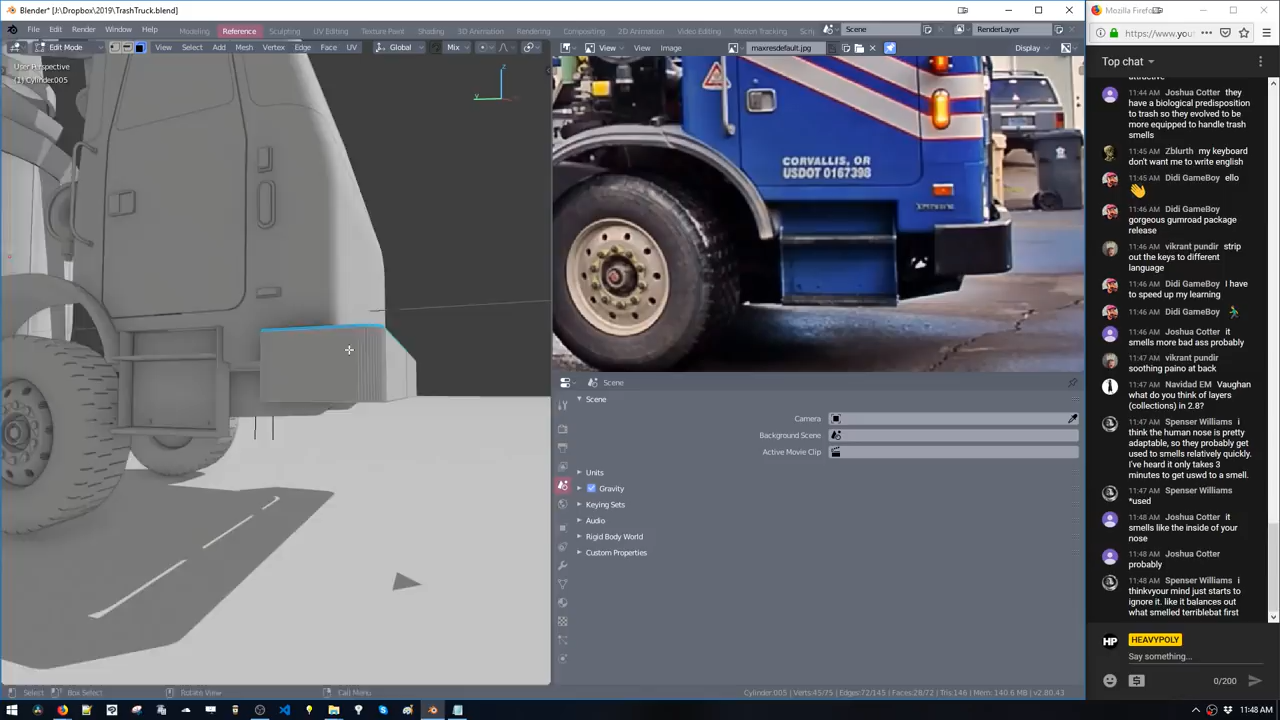 Blender* [J:\Dropbox\2019\TrashTruck.blend]
File Edit Render Window Help
Reference Sculpting UV Editing Texture Paint Shading Animation Rendering Compositing 2D Animation Video Editing Motion Tracking Scri
Scene
RenderLayer
Edit Mode
View Select Add Mesh Vertex Edge Face UV
Global
Mix
View View Image
maxresdefault.jpg
Display
User Perspective
(1) Cylinder.005
z
y
CORVALLIS, OR
USDOT 0167398
Scene
Scene
Camera
Background Scene
Active Movie Clip
Units
Gravity
Keying Sets
Audio
Rigid Body World
Custom Properties
Select
Box Select
Rotate View
Call Menu
Cylinder.005 | Verts:45/75 | Edges:72/145 | Faces:28/72 | Tris:146 | Mem: 140.6 MB | v2.80.43
Mozilla Firef
https://www.you
Top chat
attractive
11:44 AM Joshua Cotter they
have a biological predisposition
to trash so they evolved to be
more equipped to handle trash
smells
11:45 AM Zblurth my keyboard
don't want me to write english
11:45 AM Didi GameBoy ello
👋
11:46 AM Didi GameBoy
gorgeous gumroad package
release
11:46 AM vikrant pundir strip
out the keys to different
language
11:46 AM Didi GameBoy I have
to speed up my learning
11:46 AM Didi GameBoy
11:46 AM Joshua Cotter it
smells more bad ass probably
11:47 AM vikrant pundir
soothing paino at back
11:47 AM Navidad EM Vaughan
what do you think of layers
(collections) in 2.8?
11:47 AM Spenser Williams i
think the human nose is pretty
adaptable, so they probably get
used to smells relatively quickly.
I've heard it only takes 3
minutes to get uswd to a smell.
11:47 AM Spenser Williams
*used
11:48 AM Joshua Cotter it
smells like the inside of your
nose
11:48 AM Joshua Cotter
probably
11:48 AM Spenser Williams i
thinkvyour mind just starts to
ignore it. like it balances out
what smelled terriblebat first
HP HEAVYPOLY
Say something...
0/200
11:48 AM